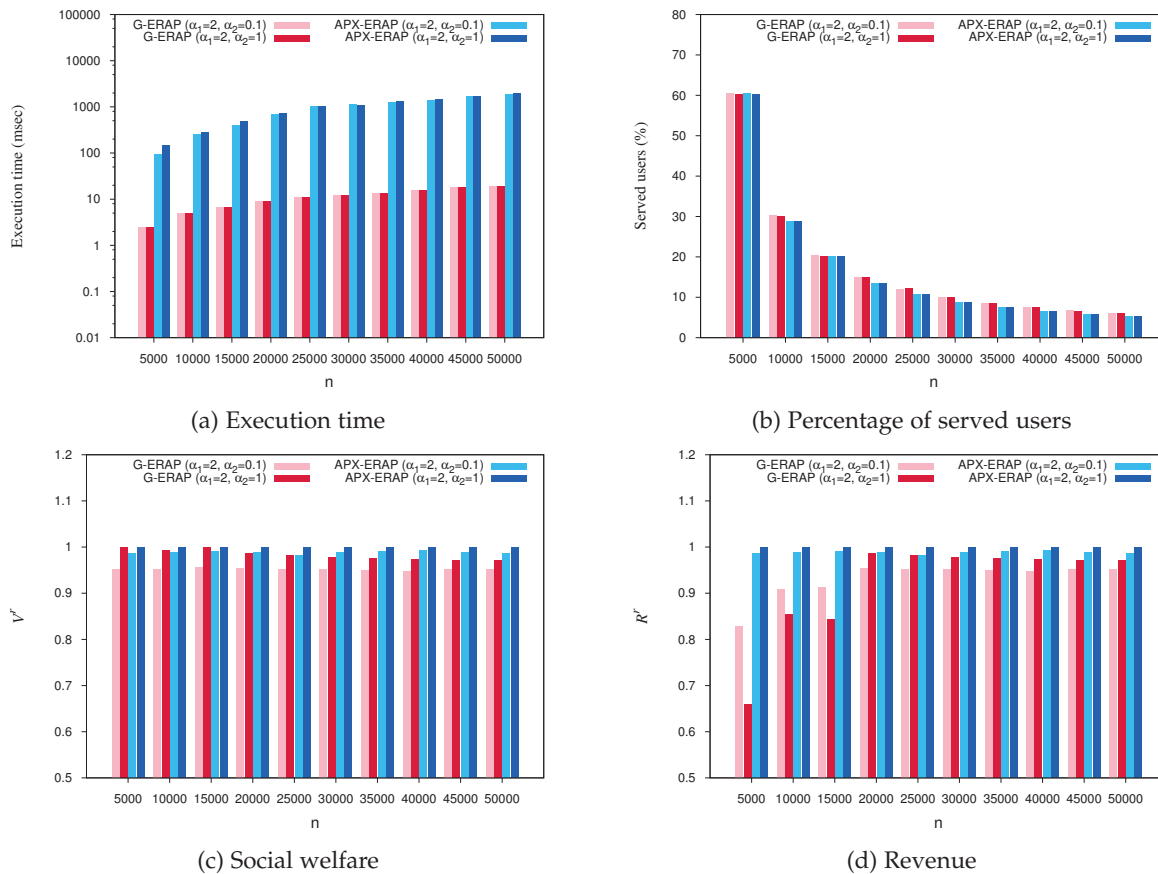 G-ERAP (α1=2, α2=0.1)
G-ERAP (α1=2, α2=1)
APX-ERAP (α1=2, α2=0.1)
APX-ERAP (α1=2, α2=1)
100000
10000
1000
100
10
1
0.1
0.01
Execution time (msec)
5000 10000 15000 20000 25000 30000 35000 40000 45000 50000
n
(a) Execution time
G-ERAP (α1=2, α2=0.1)
G-ERAP (α1=2, α2=1)
APX-ERAP (α1=2, α2=0.1)
APX-ERAP (α1=2, α2=1)
80
70
60
50
40
30
20
10
0
Served users (%)
5000 10000 15000 20000 25000 30000 35000 40000 45000 50000
n
(b) Percentage of served users
G-ERAP (α1=2, α2=0.1)
G-ERAP (α1=2, α2=1)
APX-ERAP (α1=2, α2=0.1)
APX-ERAP (α1=2, α2=1)
1.2
1.1
1
0.9
0.8
0.7
0.6
0.5
V^r
5000 10000 15000 20000 25000 30000 35000 40000 45000 50000
n
(c) Social welfare
G-ERAP (α1=2, α2=0.1)
G-ERAP (α1=2, α2=1)
APX-ERAP (α1=2, α2=0.1)
APX-ERAP (α1=2, α2=1)
1.2
1.1
1
0.9
0.8
0.7
0.6
0.5
R^r
5000 10000 15000 20000 25000 30000 35000 40000 45000 50000
n
(d) Revenue